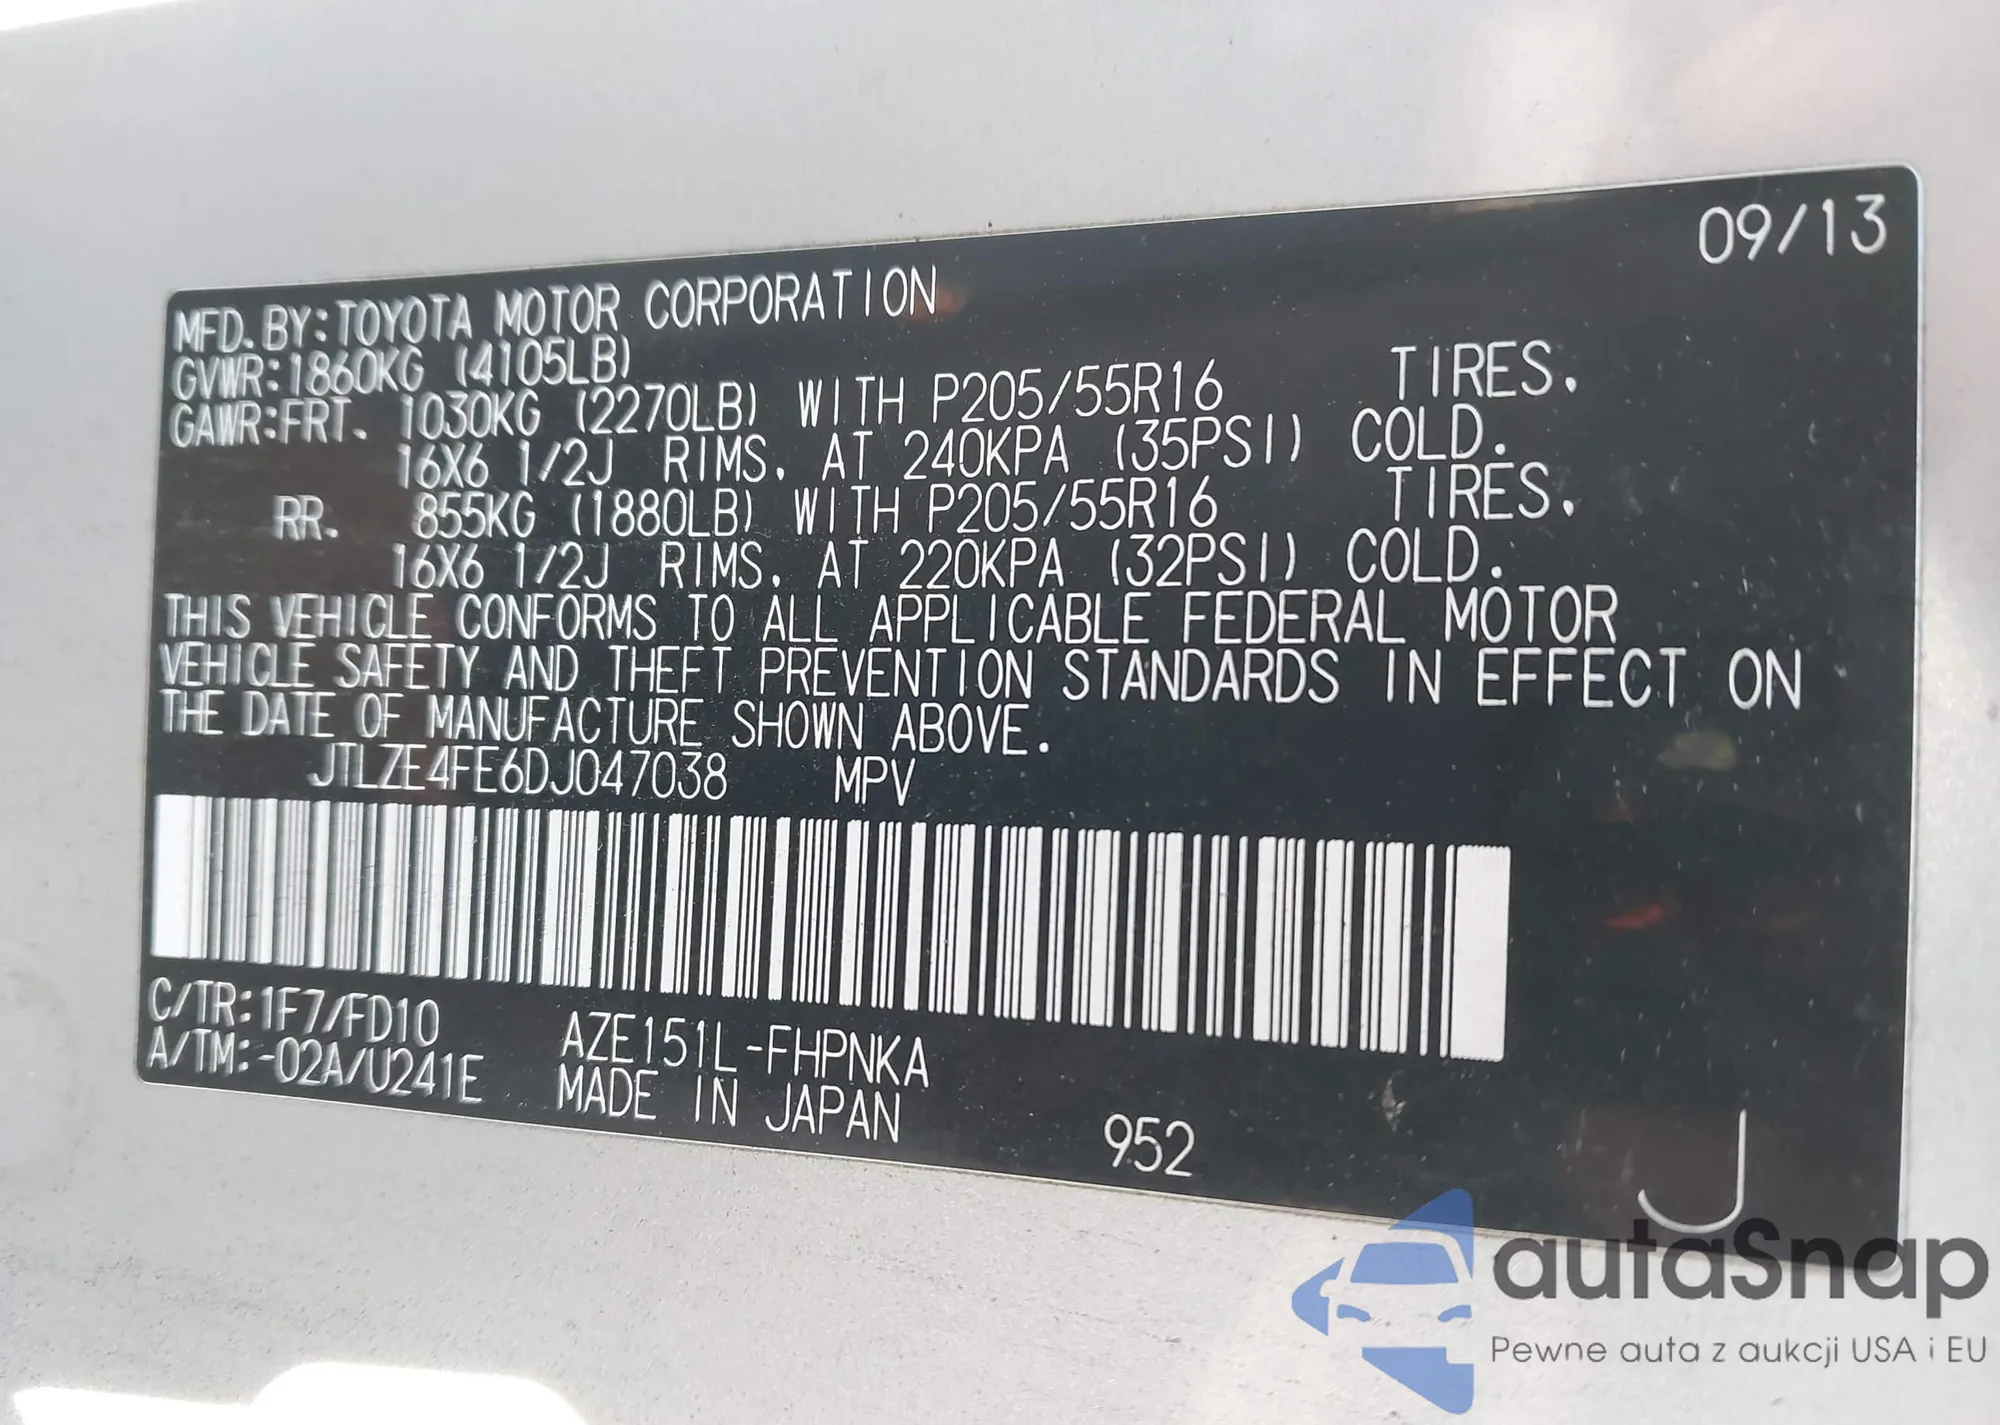 09/13
MFD.BY:TOYOTA MOTOR CORPORATION
GVWR:1860KG (4105LB)
GAWR:FRT. 1030KG (2270LB) WITH P205/55R16 TIRES.
16X6 1/2J RIMS. AT 240KPA (35PSI) COLD.
RR. 855KG (1880LB) WITH P205/55R16 TIRES.
16X6 1/2J RIMS. AT 220KPA (32PSI) COLD.
THIS VEHICLE CONFORMS TO ALL APPLICABLE FEDERAL MOTOR
VEHICLE SAFETY AND THEFT PREVENTION STANDARDS IN EFFECT ON
THE DATE OF MANUFACTURE SHOWN ABOVE.
JTLZE4FE6DJ047038 MPV
C/TR:1F7/FD10 AZE151L-FHPNKA
A/TM:-02A/U241E MADE IN JAPAN
952
J
autaSnap
Pewne auta z aukcji USA i EU